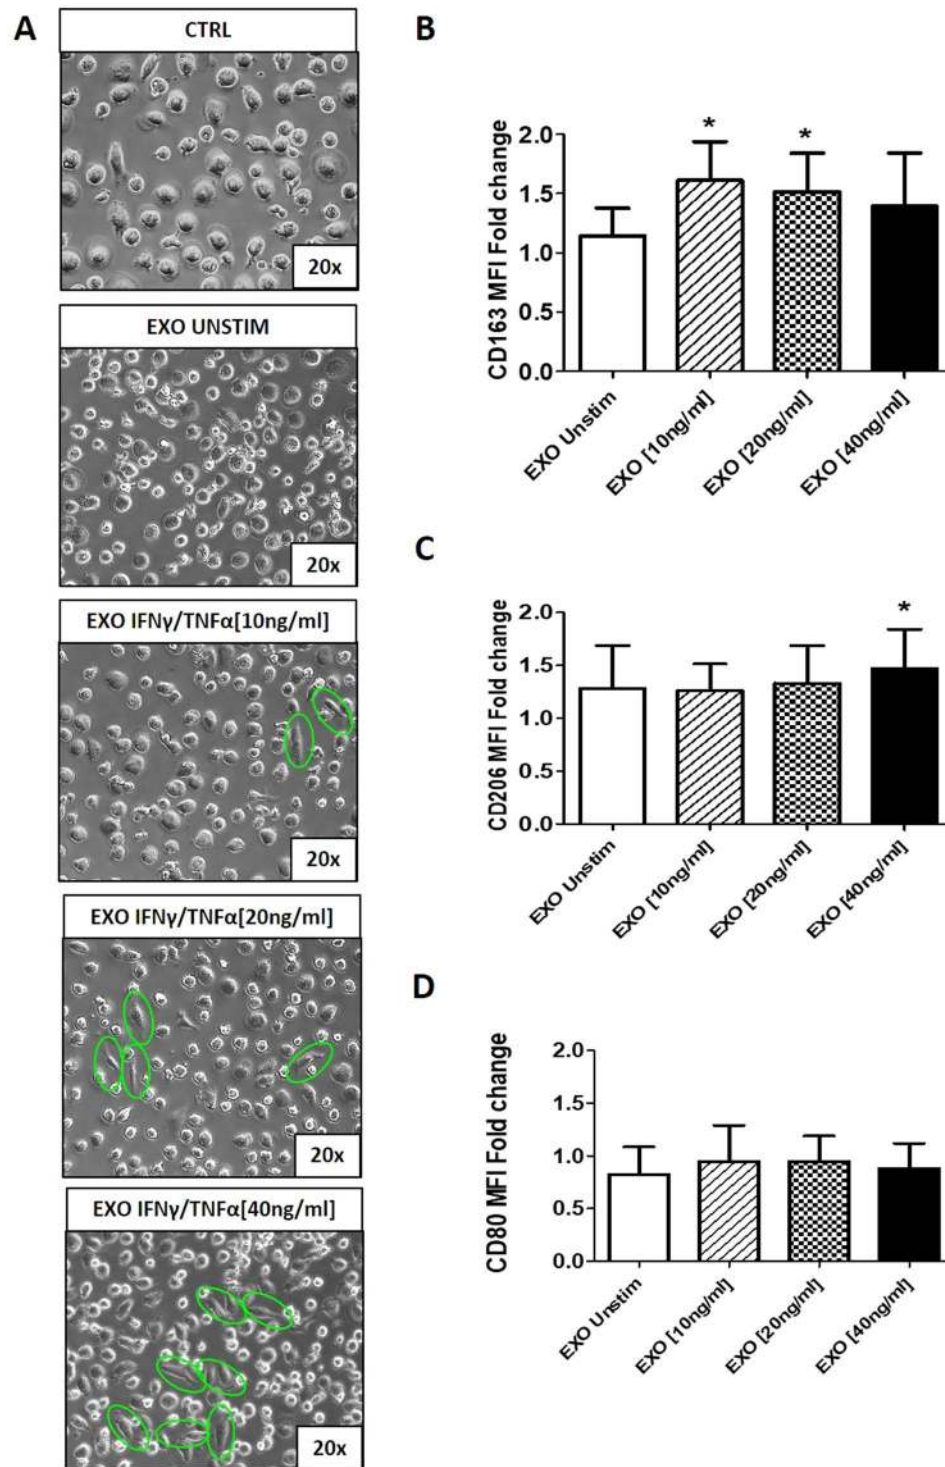 A
CTRL
20x
EXO UNSTIM
20x
EXO IFNγ/TNFα[10ng/ml]
20x
EXO IFNγ/TNFα[20ng/ml]
20x
EXO IFNγ/TNFα[40ng/ml]
20x
B
CD163 MFI Fold change
2.0
1.5
1.0
0.5
0.0
*
*
EXO Unstim
EXO [10ng/ml]
EXO [20ng/ml]
EXO [40ng/ml]
C
CD206 MFI Fold change
2.0
1.5
1.0
0.5
0.0
*
EXO Unstim
EXO [10ng/ml]
EXO [20ng/ml]
EXO [40ng/ml]
D
CD80 MFI Fold change
2.0
1.5
1.0
0.5
0.0
EXO Unstim
EXO [10ng/ml]
EXO [20ng/ml]
EXO [40ng/ml]